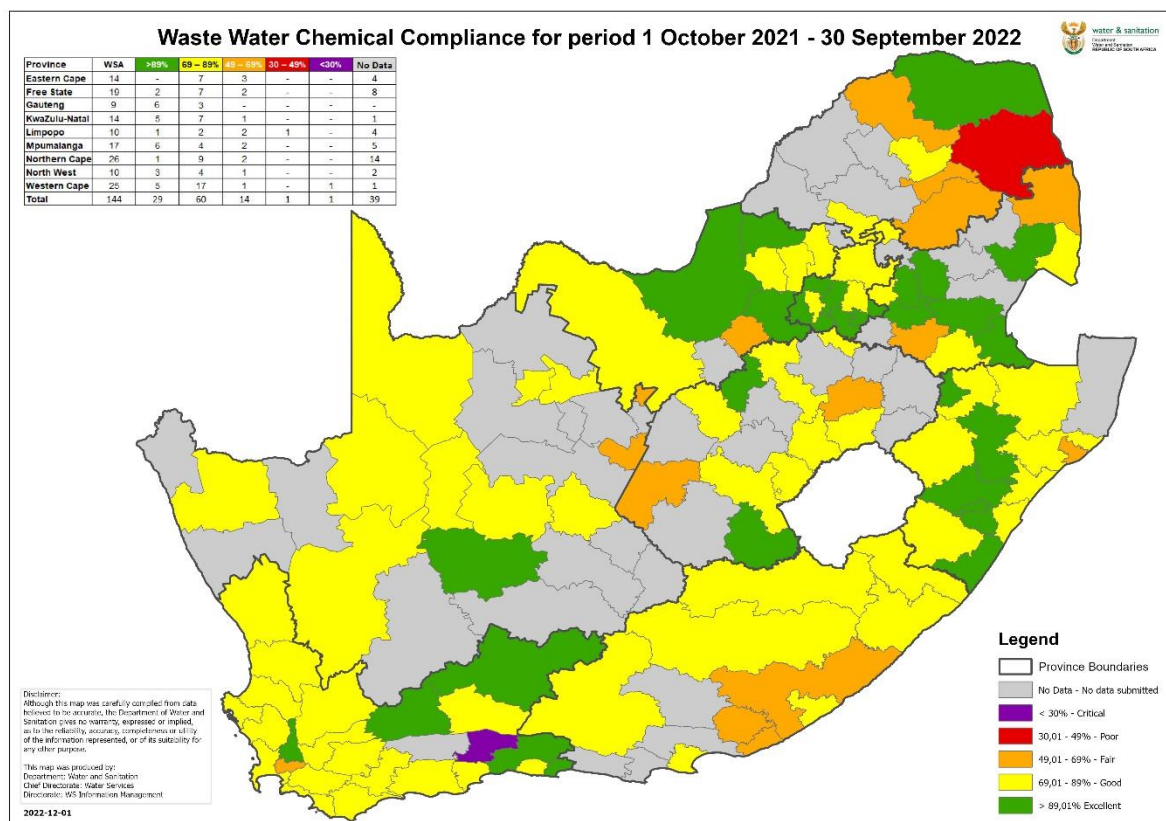 Waste Water Chemical Compliance for period 1 October 2021 - 30 September 2022
water & sanitation
Department:
Water and Sanitation
REPUBLIC OF SOUTH AFRICA
Province WSA >89% 69 – 89% 49 – 69% 30 – 49% <30% No Data
Eastern Cape 14 - 7 3 - - 4
Free State 19 2 7 2 - - 8
Gauteng 9 6 3 - - - -
KwaZulu-Natal 14 5 7 1 - - 1
Limpopo 10 1 2 2 1 - 4
Mpumalanga 17 6 4 2 - - 5
Northern Cape 26 1 9 2 - - 14
North West 10 3 4 1 - - 2
Western Cape 25 5 17 1 - 1 1
Total 144 29 60 14 1 1 39
Legend
Province Boundaries
No Data - No data submitted
< 30% - Critical
30,01 - 49% - Poor
49,01 - 69% - Fair
69,01 - 89% - Good
> 89,01% Excellent
Disclaimer:
Although this map was carefully compiled from data
believed to be accurate, the Department of Water and
Sanitation gives no warranty, expressed or implied,
as to the reliability, accuracy, completeness or utility
of the information represented, or of its suitability for
any other purpose.
This map was produced by:
Department: Water and Sanitation
Chief Directorate: Water Services
Directorate: WS Information Management
2022-12-01